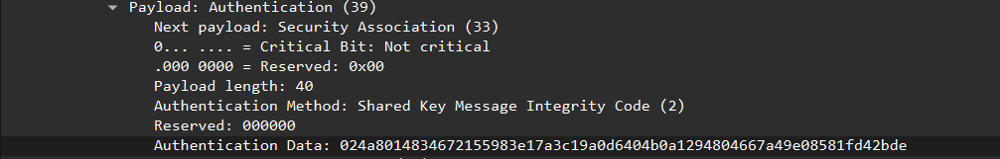 Payload: Authentication (39)
Next payload: Security Association (33)
0... .... = Critical Bit: Not critical
.000 0000 = Reserved: 0x00
Payload length: 40
Authentication Method: Shared Key Message Integrity Code (2)
Reserved: 000000
Authentication Data: 024a8014834672155983e17a3c19a0d6404b0a1294804667a49e08581fd42bde